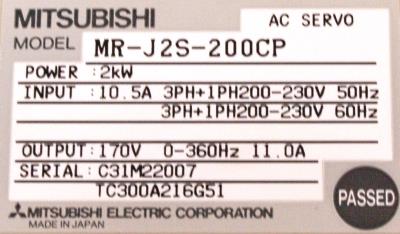 MITSUBISHI AC SERVO
MODEL MR-J2S-200CP
POWER :2kW
INPUT :10.5A 3PH+1PH200-230V 50Hz
3PH+1PH200-230V 60Hz
OUTPUT:170V 0-360Hz 11.0A
SERIAL:C31M22007
TC300A216G51
PASSED
MITSUBISHI ELECTRIC CORPORATION
MADE IN JAPAN